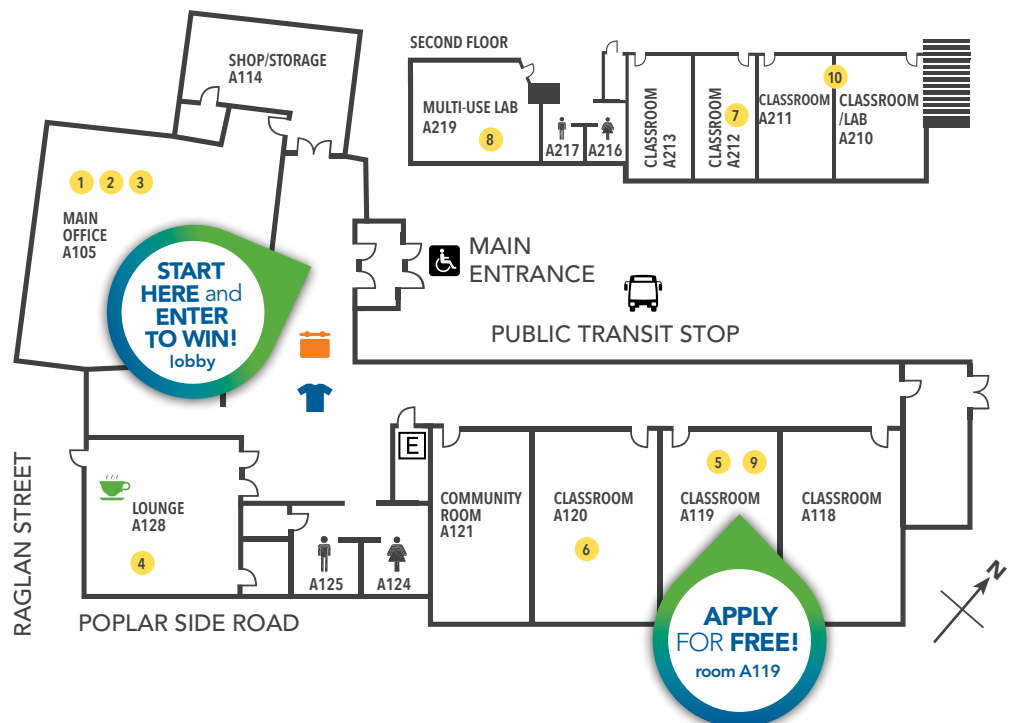 SHOP/STORAGE
A114
SECOND FLOOR
MULTI-USE LAB
A219
8
A217
A216
CLASSROOM
A213
CLASSROOM
A212
7
CLASSROOM
A211
10
CLASSROOM
/LAB
A210
1 2 3
MAIN
OFFICE
A105
START
HERE and
ENTER
TO WIN!
lobby
MAIN
ENTRANCE
PUBLIC TRANSIT STOP
E
RAGLAN STREET
LOUNGE
A128
4
A125
A124
COMMUNITY
ROOM
A121
CLASSROOM
A120
6
5 9
CLASSROOM
A119
CLASSROOM
A118
POPLAR SIDE ROAD
APPLY
FOR FREE!
room A119
N